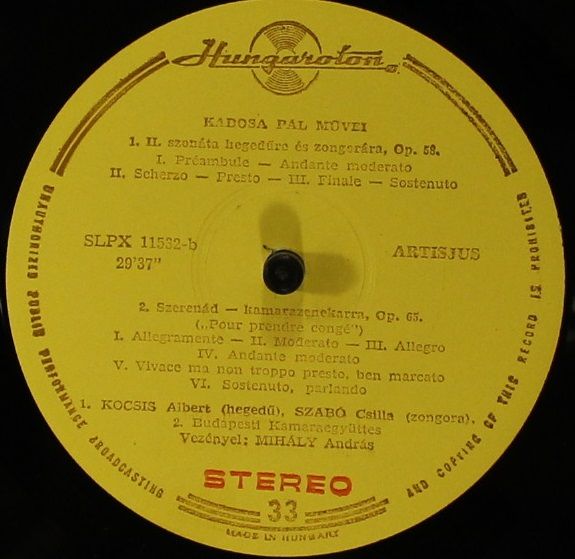 Hungaroton
KADOSA PÁL MŰVEI
1. II. szonáta hegedűre és zongorára, Op. 58.
I. Préambule — Andante moderato
II. Scherzo — Presto — III. Finale — Sostenuto
SLPX 11532-b
29'37"
ARTISJUS
2. Szerenád — kamarazenekarra, Op. 65.
(„Pour prendre congé”)
I. Allegramente — II. Moderato — III. Allegro
IV. Andante moderato
V. Vivace ma non troppo presto, ben marcato
VI. Sostenuto, parlando
1. KOCSIS Albert (hegedű), SZABÓ Csilla (zongora),
2. Budapesti Kamaraegyüttes
Vezényel: MIHÁLY András
STEREO
33
MADE IN HUNGARY
UNAUTHORIZED PUBLIC PERFORMANCE BROADCASTING AND COPYING OF THIS RECORD IS PROHIBITED